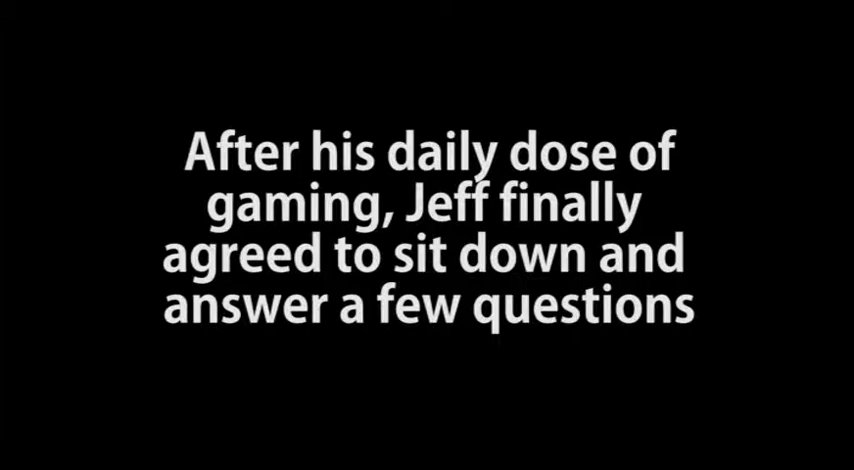 After his daily dose of
gaming, Jeff finally
agreed to sit down and
answer a few questions